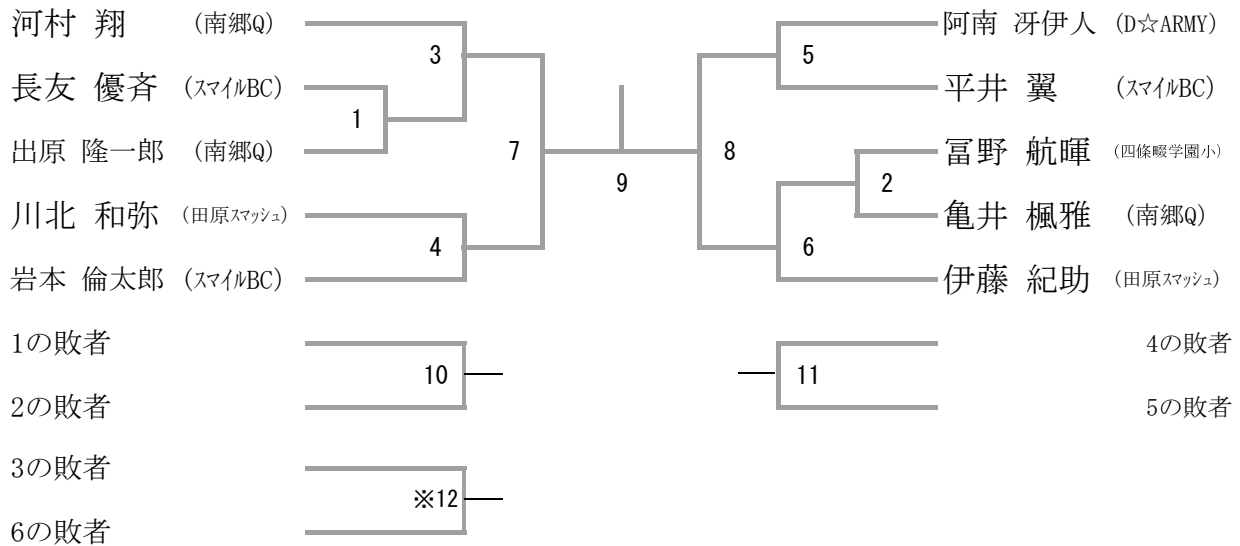 河村 翔 (南郷Q)
3
長友 優斉 (スマイルBC)
1
出原 隆一郎 (南郷Q)
川北 和弥 (田原スマッシュ)
4
岩本 倫太郎 (スマイルBC)
7
9
8
阿南 冴伊人 (D☆ARMY)
5
平井 翼 (スマイルBC)
冨野 航暉 (四條畷学園小)
2
亀井 楓雅 (南郷Q)
6
伊藤 紀助 (田原スマッシュ)
1の敗者
10
2の敗者
4の敗者
11
5の敗者
3の敗者
※12
6の敗者